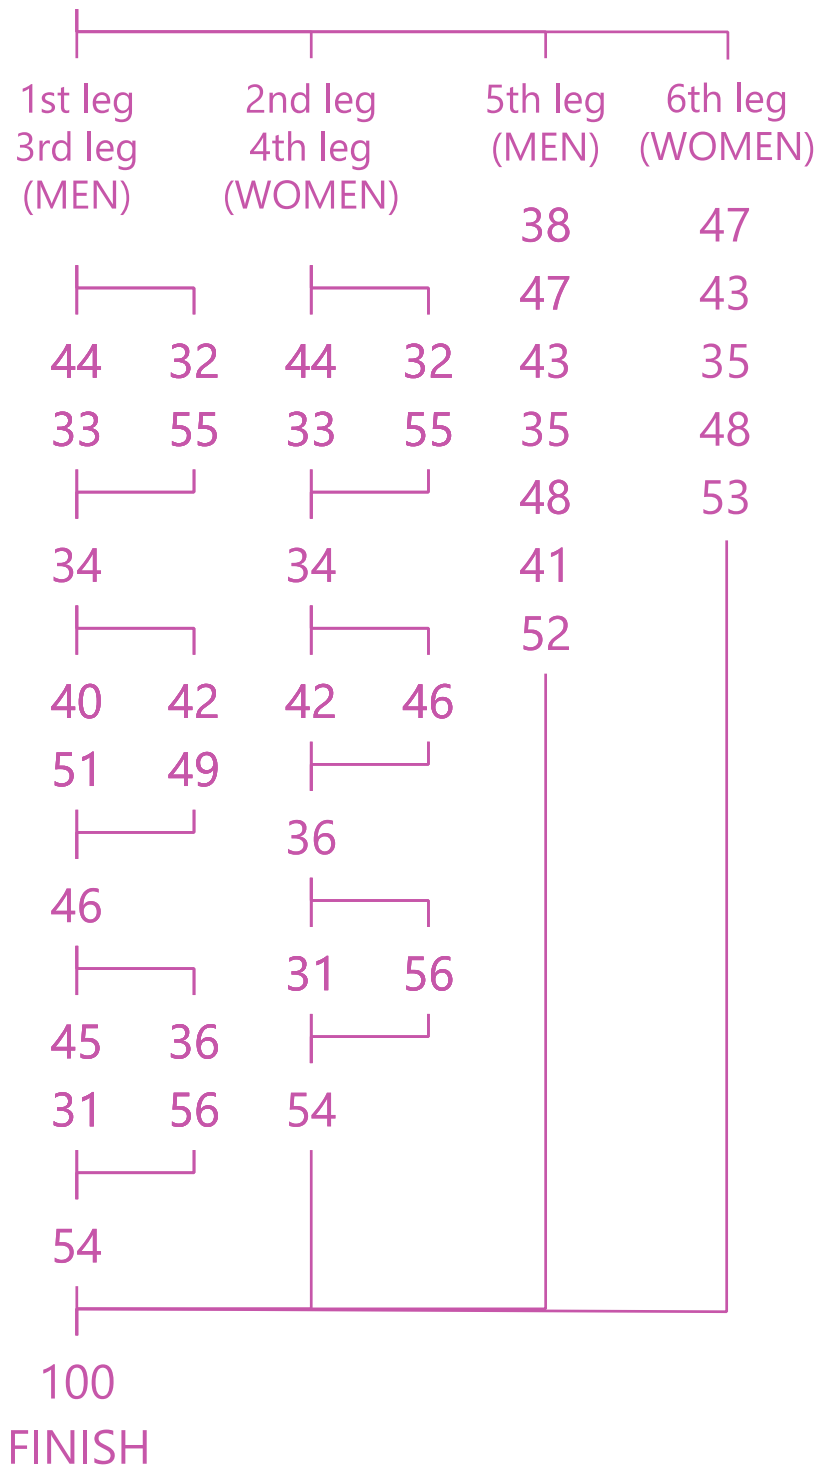 1st leg 2nd leg 5th leg 6th leg
3rd leg 4th leg (MEN) (WOMEN)
(MEN) (WOMEN)
38 47
47 43
44 32 44 32 43 35
33 55 33 55 35 48
48 53
34 34 41
52
40 42 42 46
51 49
36
46
31 56
45 36
31 56 54
54
100
FINISH